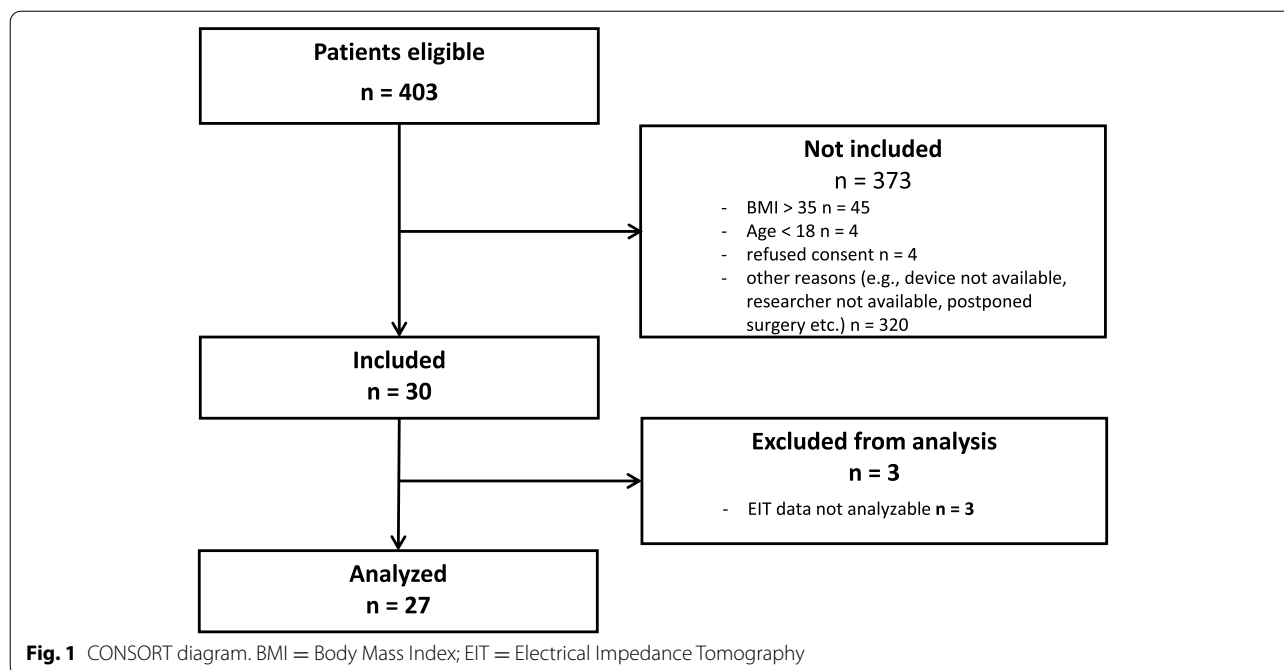 Patients eligible
n = 403
Not included
n = 373
- BMI > 35 n = 45
- Age < 18 n = 4
- refused consent n = 4
- other reasons (e.g., device not available,
researcher not available, postponed
surgery etc.) n = 320
Included
n = 30
Excluded from analysis
n = 3
- EIT data not analyzable n = 3
Analyzed
n = 27
Fig. 1 CONSORT diagram. BMI = Body Mass Index; EIT = Electrical Impedance Tomography